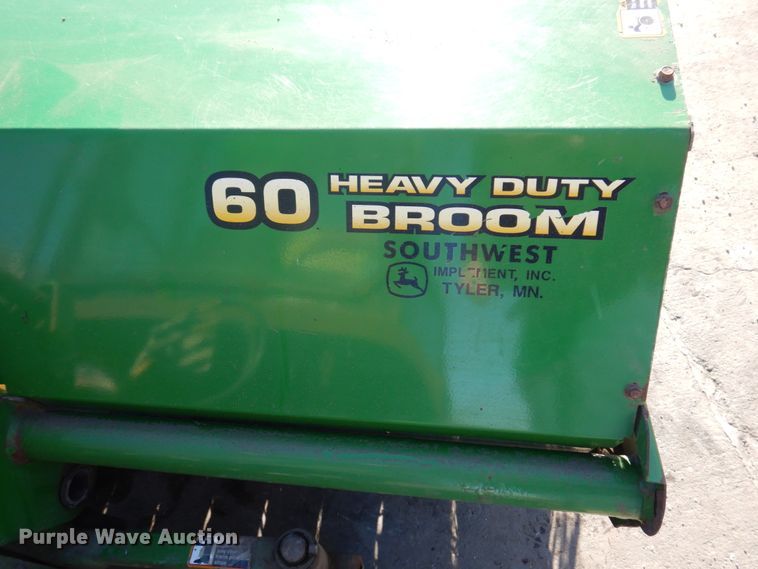 60 HEAVY DUTY
BROOM
SOUTHWEST
IMPLEMENT, INC.
TYLER, MN.
Purple Wave Auction